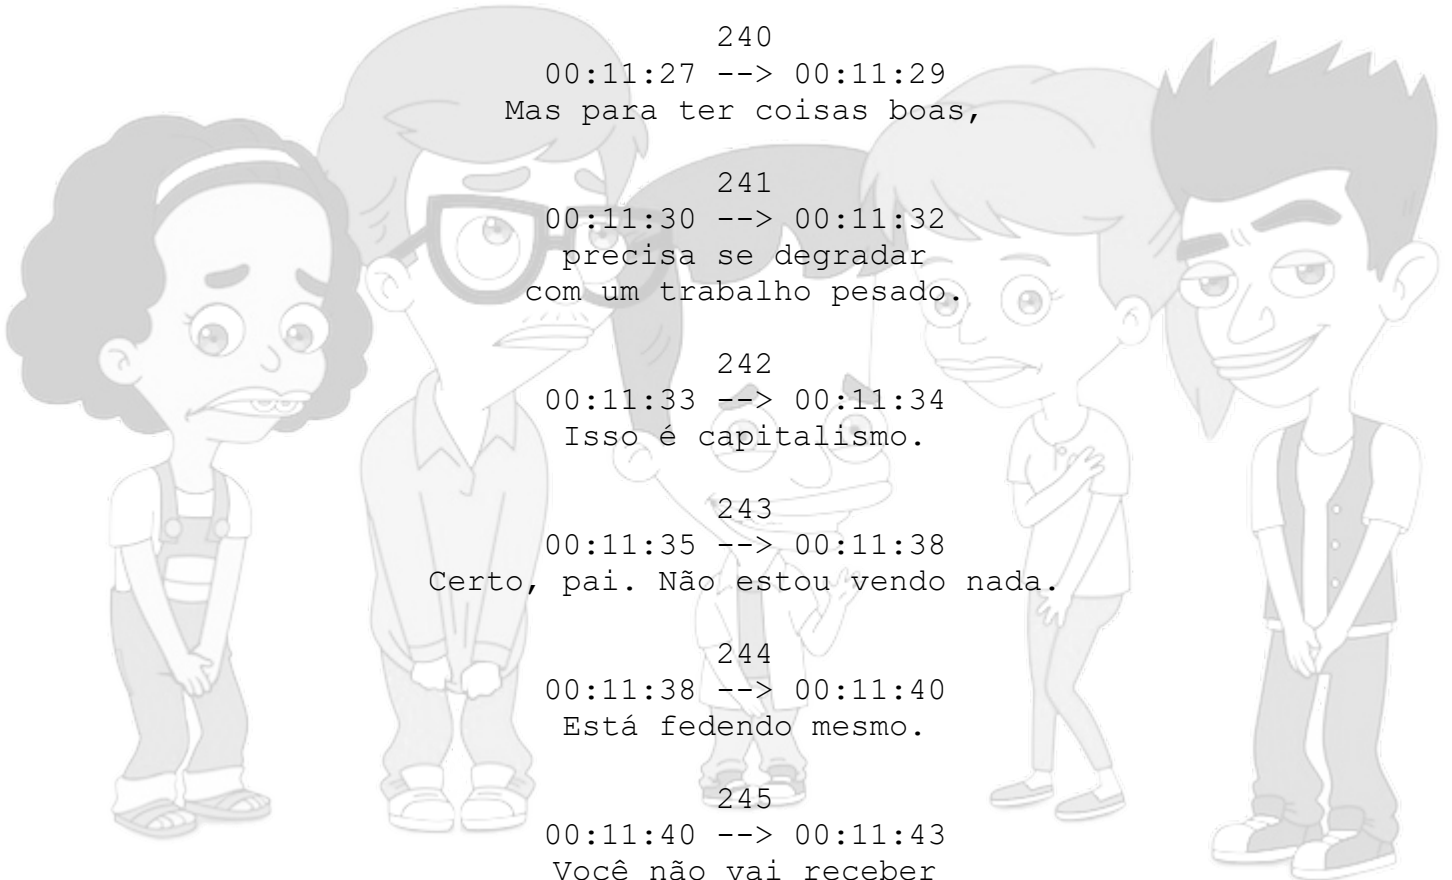 240
00:11:27 --> 00:11:29
Mas para ter coisas boas,
241
00:11:30 --> 00:11:32
precisa se degradar
com um trabalho pesado.
242
00:11:33 --> 00:11:34
Isso é capitalismo.
243
00:11:35 --> 00:11:38
Certo, pai. Não estou vendo nada.
244
00:11:38 --> 00:11:40
Está fedendo mesmo.
245
00:11:40 --> 00:11:43
Você não vai receber